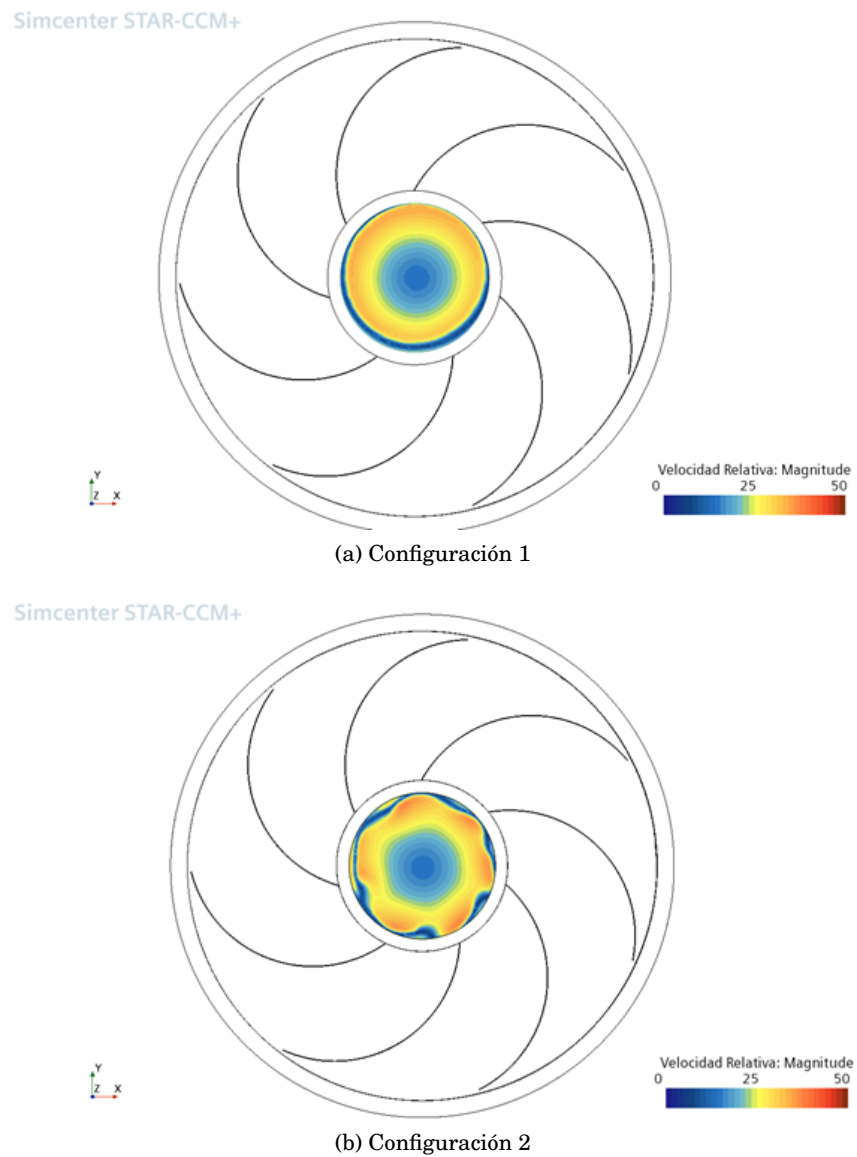 Simcenter STAR-CCM+
Y
Z X
Velocidad Relativa: Magnitude
0 25 50
(a) Configuración 1
Simcenter STAR-CCM+
Y
Z X
Velocidad Relativa: Magnitude
0 25 50
(b) Configuración 2